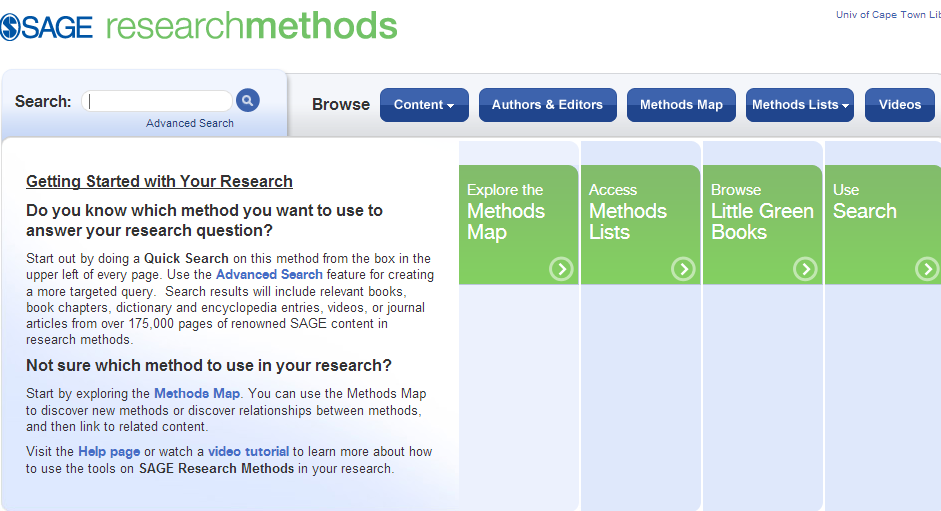 SAGE researchmethods
Univ of Cape Town
Search:
Advanced Search
Browse
Content
Authors & Editors
Methods Map
Methods Lists
Videos
Getting Started with Your Research
Do you know which method you want to use to
answer your research question?
Start out by doing a Quick Search on this method from the box in the
upper left of every page. Use the Advanced Search feature for creating
a more targeted query. Search results will include relevant books,
book chapters, dictionary and encyclopedia entries, videos, or journal
articles from over 175,000 pages of renowned SAGE content in
research methods.
Not sure which method to use in your research?
Start by exploring the Methods Map. You can use the Methods Map
to discover new methods or discover relationships between methods,
and then link to related content.
Visit the Help page or watch a video tutorial to learn more about how
to use the tools on SAGE Research Methods in your research.
Explore the
Methods
Map
Access
Methods
Lists
Browse
Little Green
Books
Use
Search